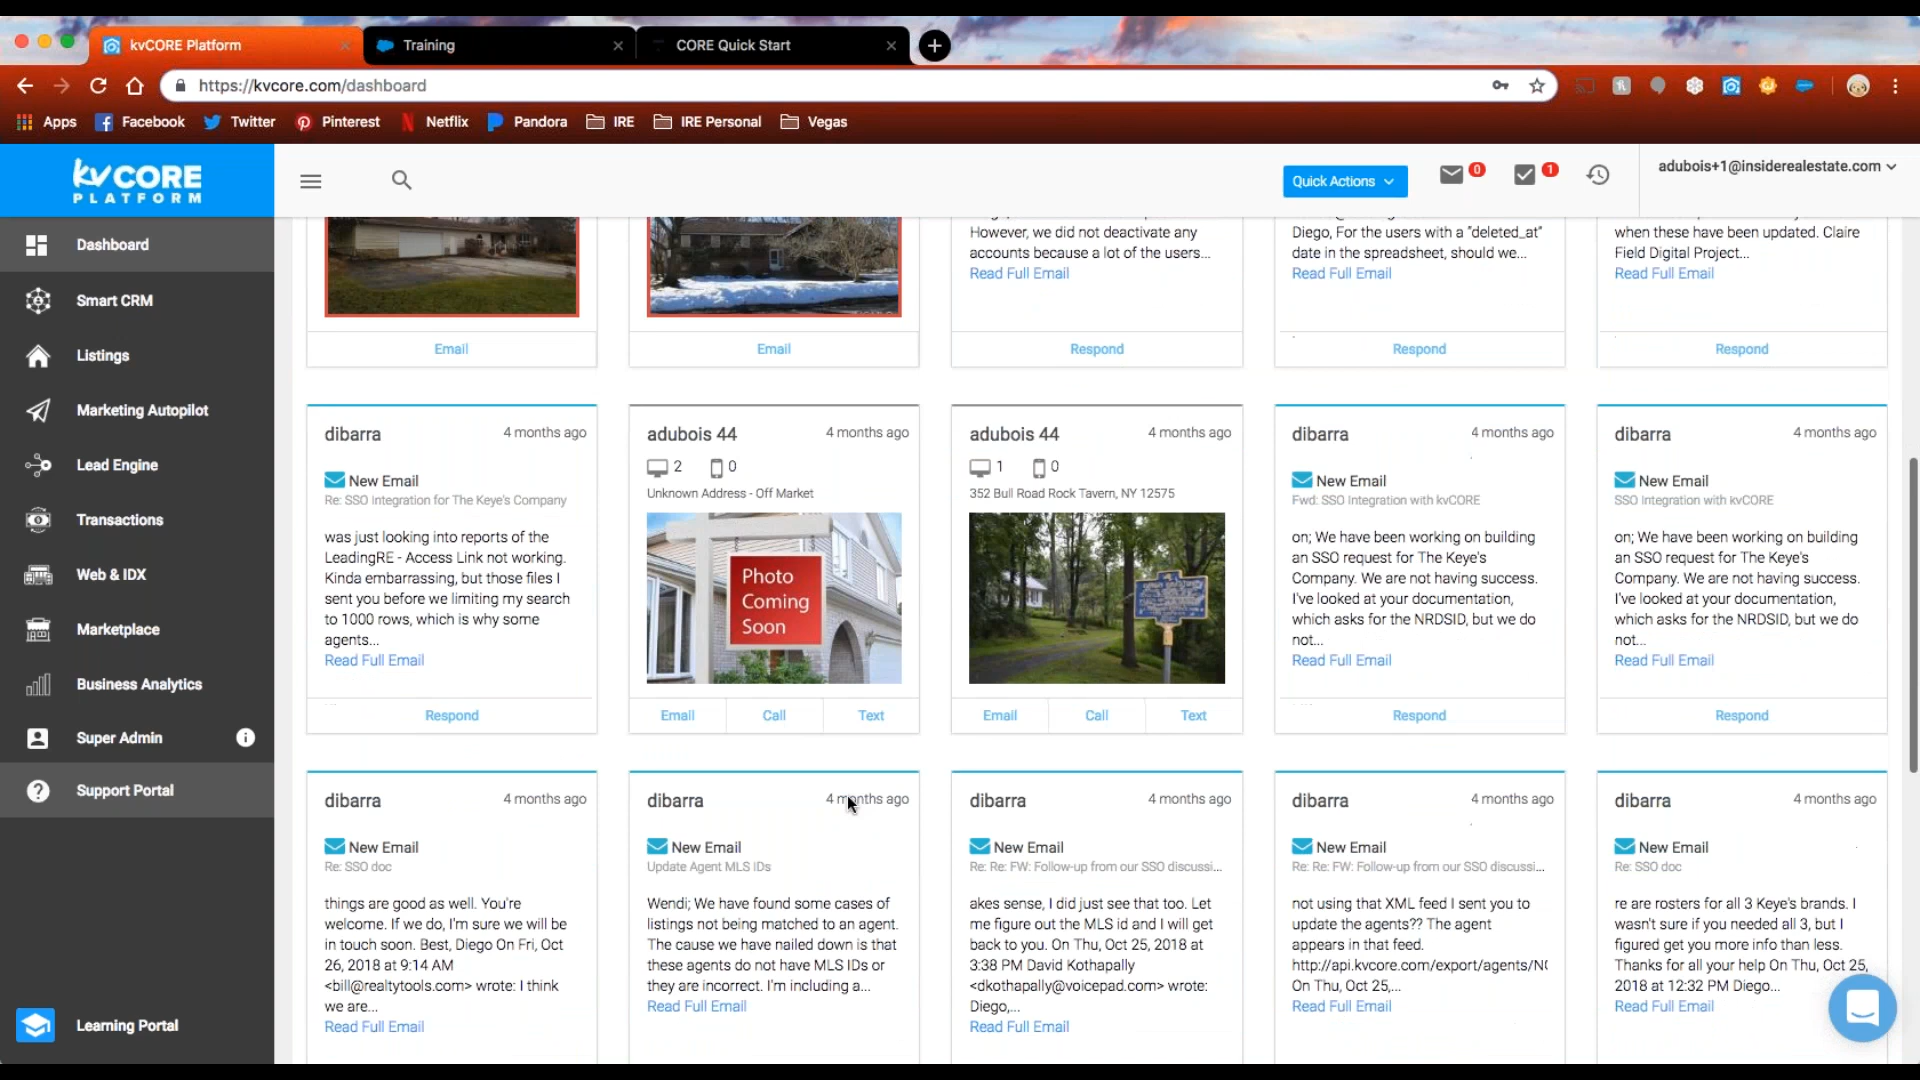 kvCORE Platform
Training
CORE Quick Start
https://kvcore.com/dashboard
Apps
Facebook
Twitter
Pinterest
Netflix
Pandora
IRE
IRE Personal
Vegas
kvCORE
PLATFORM
Quick Actions
0
1
adubois+1@insiderealestate.com
Dashboard
Smart CRM
Listings
Marketing Autopilot
Lead Engine
Transactions
Web & IDX
Marketplace
Business Analytics
Super Admin
Support Portal
Learning Portal
Email
Email
However, we did not deactivate any
accounts because a lot of the users...
Read Full Email
Respond
Diego, For the users with a "deleted_at"
date in the spreadsheet, should we...
Read Full Email
Respond
when these have been updated. Claire
Field Digital Project...
Read Full Email
Respond
dibarra
4 months ago
New Email
Re: SSO Integration for The Keye's Company
was just looking into reports of the
LeadingRE - Access Link not working.
Kinda embarrassing, but those files I
sent you before we limiting my search
to 1000 rows, which is why some
agents...
Read Full Email
Respond
adubois 44
4 months ago
2
0
Unknown Address - Off Market
Photo
Coming
Soon
Email
Call
Text
adubois 44
4 months ago
1
0
352 Bull Road Rock Tavern, NY 12575
Email
Call
Text
dibarra
4 months ago
New Email
Fwd: SSO Integration with kvCORE
on; We have been working on building
an SSO request for The Keye's
Company. We are not having success.
I've looked at your documentation,
which asks for the NRDSID, but we do
not...
Read Full Email
Respond
dibarra
4 months ago
New Email
SSO Integration with kvCORE
on; We have been working on building
an SSO request for The Keye's
Company. We are not having success.
I've looked at your documentation,
which asks for the NRDSID, but we do
not...
Read Full Email
Respond
dibarra
4 months ago
New Email
Re: SSO doc
things are good as well. You're
welcome. If we do, I'm sure we will be
in touch soon. Best, Diego On Fri, Oct
26, 2018 at 9:14 AM
<bill@realtytools.com> wrote: I think
we are...
Read Full Email
dibarra
4 months ago
New Email
Update Agent MLS IDs
Wendi; We have found some cases of
listings not being matched to an agent.
The cause we have nailed down is that
these agents do not have MLS IDs or
they are incorrect. I'm including a...
Read Full Email
dibarra
4 months ago
New Email
Re: Re: FW: Follow-up from our SSO discussi...
akes sense, I did just see that too. Let
me figure out the MLS id and I will get
back to you. On Thu, Oct 25, 2018 at
3:38 PM David Kothapally
<dkothapally@voicepad.com> wrote:
Diego,...
Read Full Email
dibarra
4 months ago
New Email
Re: Re: FW: Follow-up from our SSO discussi...
not using that XML feed I sent you to
update the agents?? The agent
appears in that feed.
http://api.kvcore.com/export/agents/N
On Thu, Oct 25,...
Read Full Email
dibarra
4 months ago
New Email
Re: SSO doc
re are rosters for all 3 Keye's brands. I
wasn't sure if you needed all 3, but I
figured get you more info than less.
Thanks for all your help On Thu, Oct 25,
2018 at 12:32 PM Diego...
Read Full Email